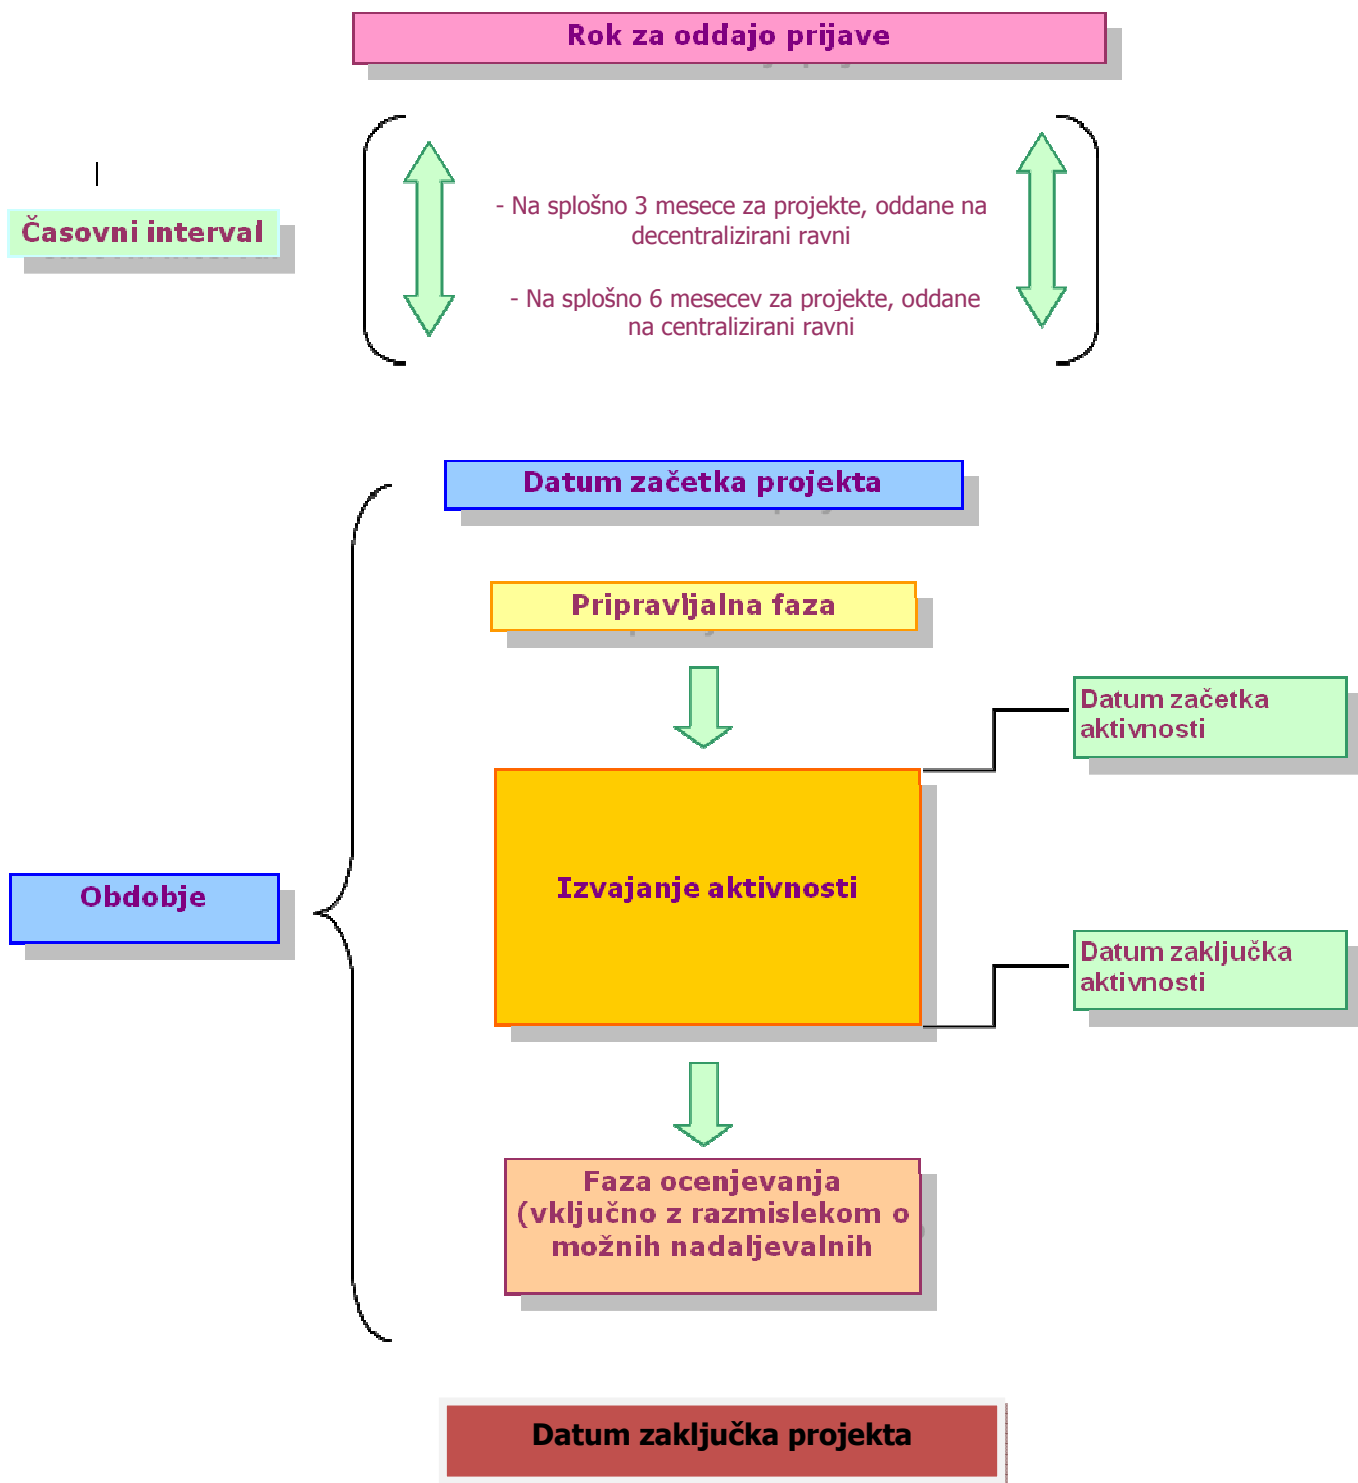 Rok za oddajo prijave
Časovni interval
- Na splošno 3 mesece za projekte, oddane na
decentralizirani ravni
- Na splošno 6 mesecev za projekte, oddane
na centralizirani ravni
Datum začetka projekta
Pripravljalna faza
Datum začetka
aktivnosti
Izvajanje aktivnosti
Obdobje
Datum zaključka
aktivnosti
Faza ocenjevanja
(vključno z razmislekom o
možnih nadaljevalnih
Datum zaključka projekta